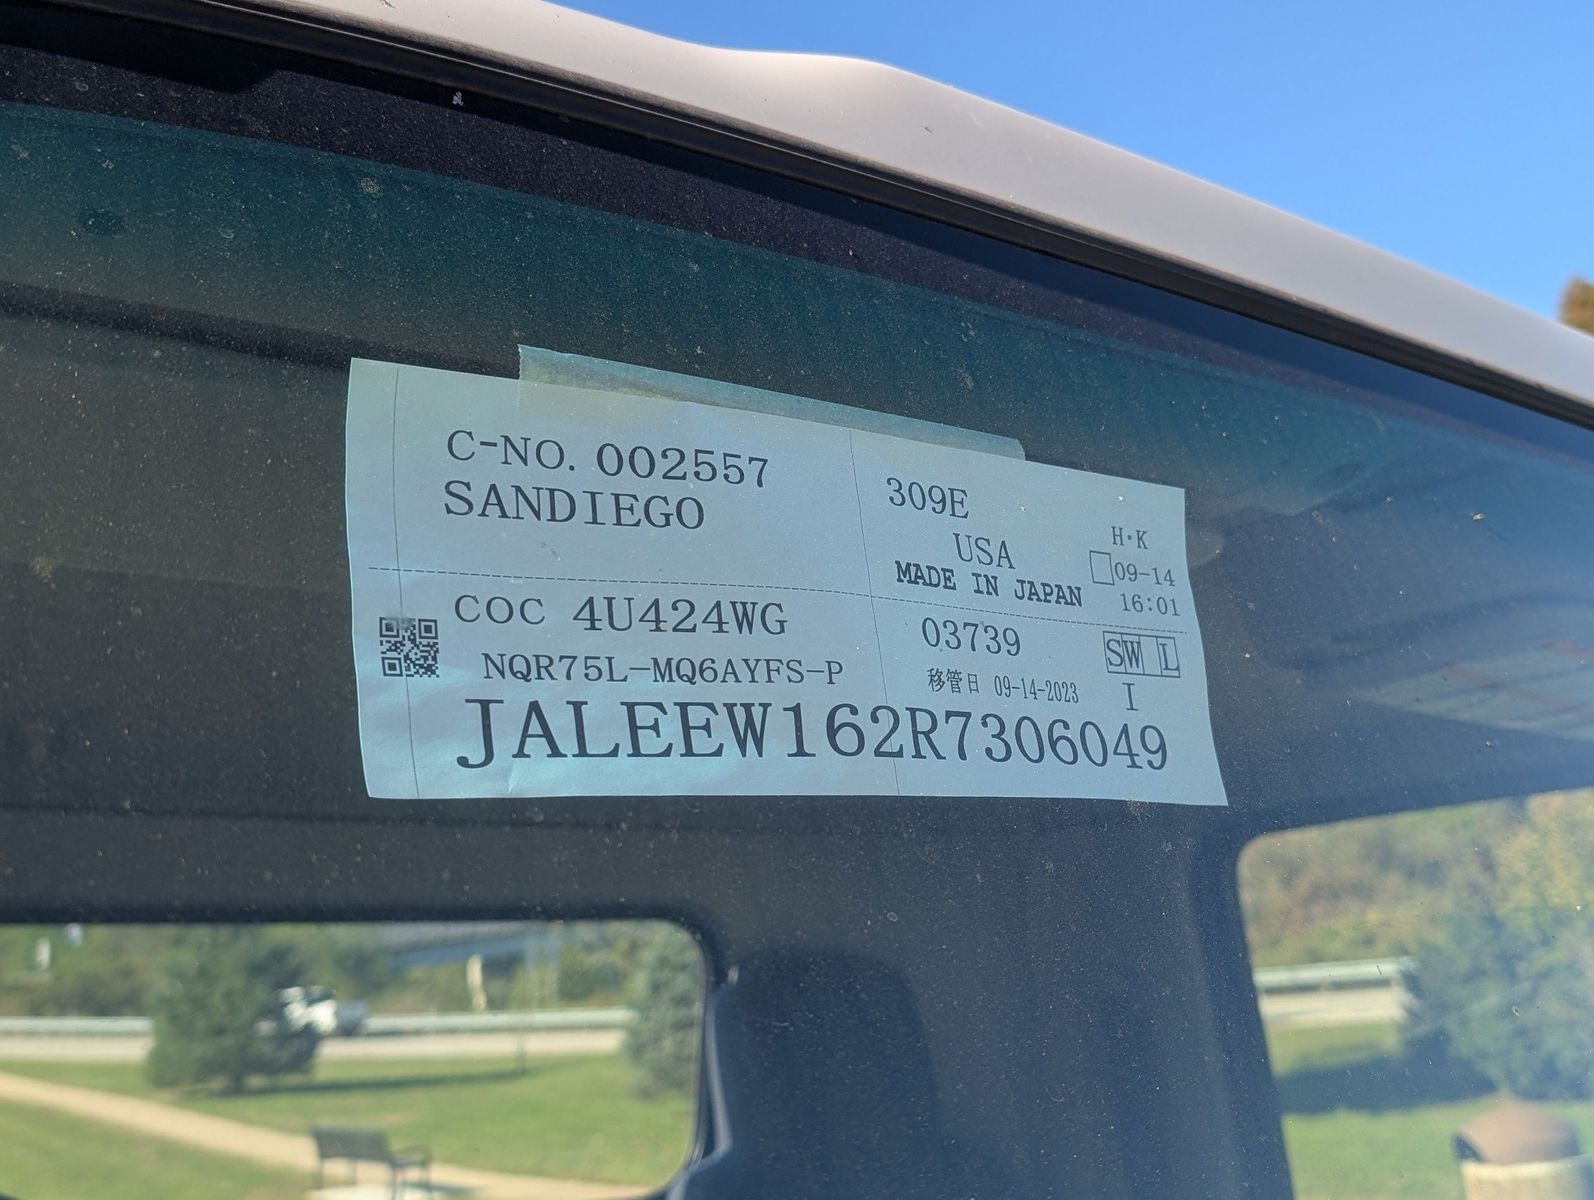 C-NO. 002557
SANDIEGO
309E
USA
MADE IN JAPAN
H·K
09-14
16:01
COC 4U424WG
NQR75L-MQ6AYFS-P
03739
移管日 09-14-2023
SW L
I
JALEEW162R7306049